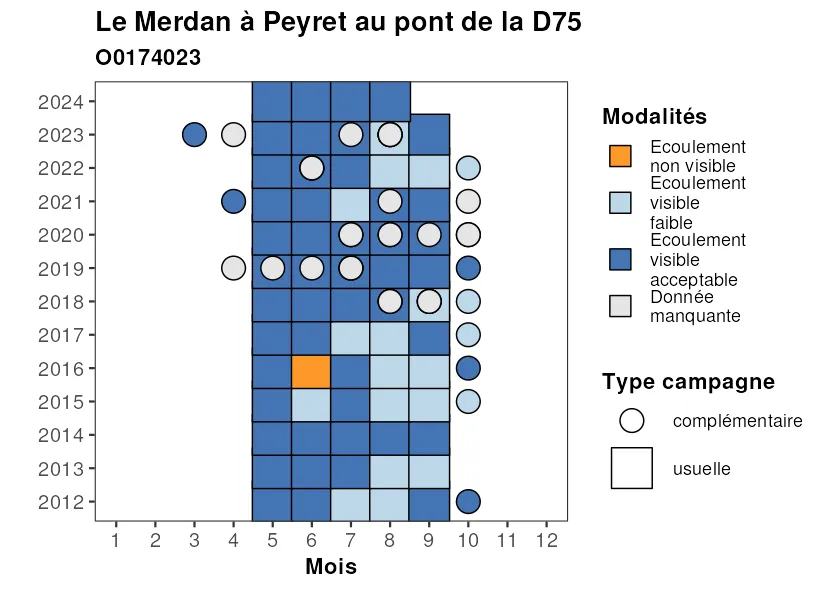 Le Merdan à Peyret au pont de la D75
O0174023
2024
2023
2022
2021
2020
2019
2018
2017
2016
2015
2014
2013
2012
1 2 3 4 5 6 7 8 9 10 11 12
Mois
Modalités
Ecoulement
non visible
Ecoulement
visible
faible
Ecoulement
visible
acceptable
Donnée
manquante
Type campagne
complémentaire
usuelle